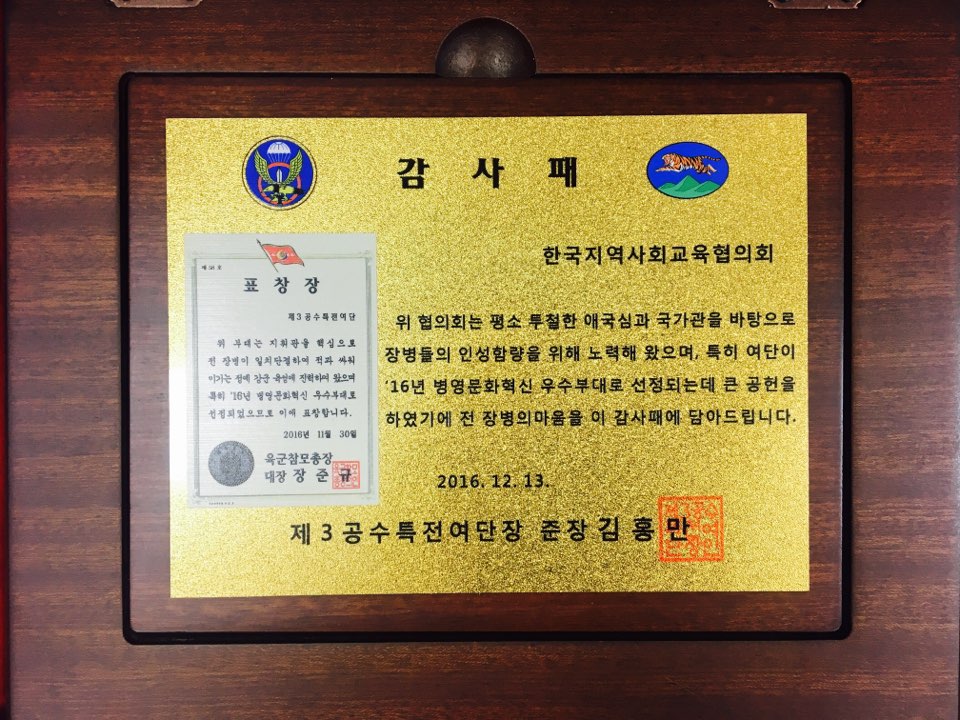 감 사 패
한국지역사회교육협의회
위 협의회는 평소 투철한 애국심과 국가관을 바탕으로
장병들의 인성함량을 위해 노력해 왔으며, 특히 여단이
'16년 병영문화혁신 우수부대로 선정되는데 큰 공헌을
하였기에 전 장병의마음을 이 감사패에 담아드립니다.
2016. 12. 13.
제3공수특전여단장 준장 김 홍 만
표 창 장
제3공수특전여단
위 부대는 지휘관을 핵심으로
전 장병이 일치단결하여 적과 싸워
이기는 정예 강군 육성에 진력하여 왔으며
특히 '16년 병영문화혁신 우수부대로
선정되었으므로 이에 표창합니다.
2016년 11월 30일
육군참모총장
대장 장 준 규